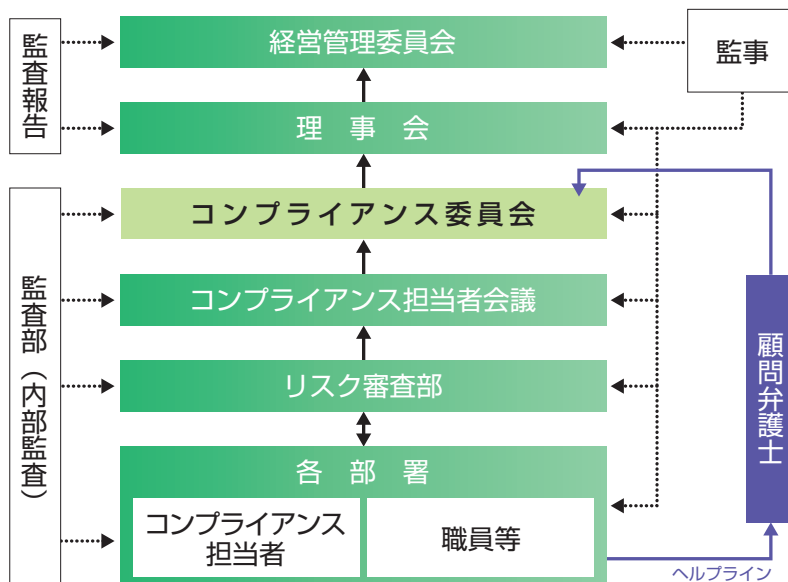 監査報告
経営管理委員会
監事
理事会
コンプライアンス委員会
監査部（内部監査）
コンプライアンス担当者会議
顧問弁護士
リスク審査部
各部署
コンプライアンス
担当者
職員等
ヘルプライン